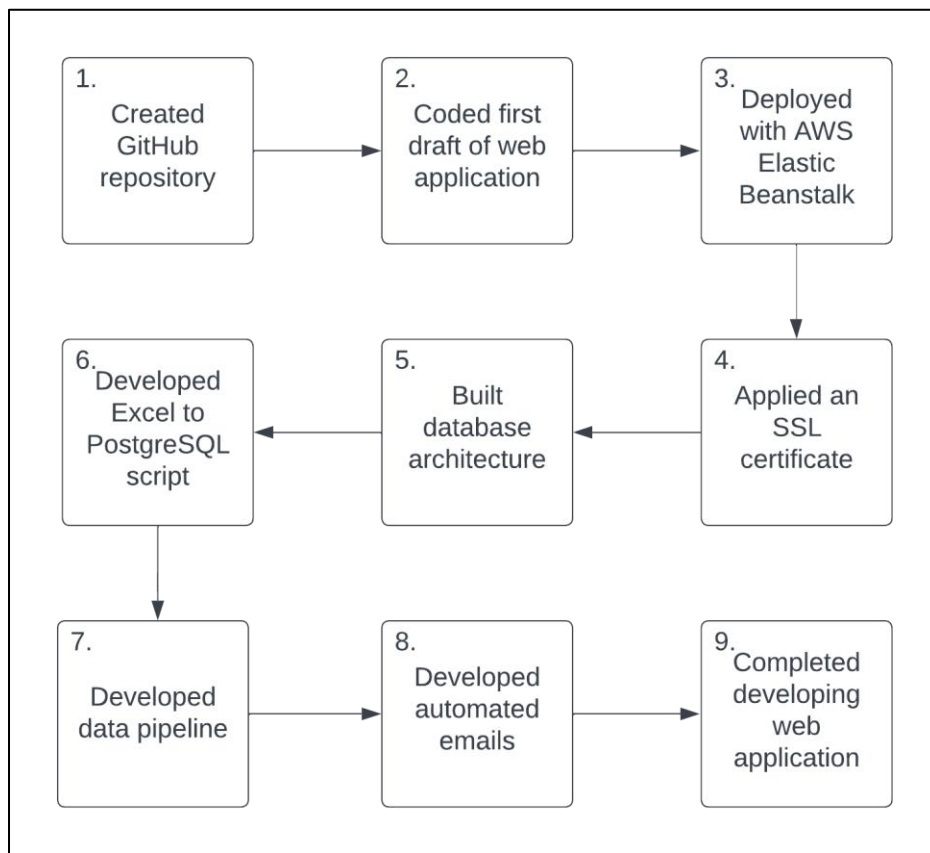 1.
Created
GitHub
repository
2.
Coded first
draft of web
application
3.
Deployed
with AWS
Elastic
Beanstalk
4.
Applied an
SSL
certificate
5.
Built
database
architecture
6.
Developed
Excel to
PostgreSQL
script
7.
Developed
data pipeline
8.
Developed
automated
emails
9.
Completed
developing
web
application